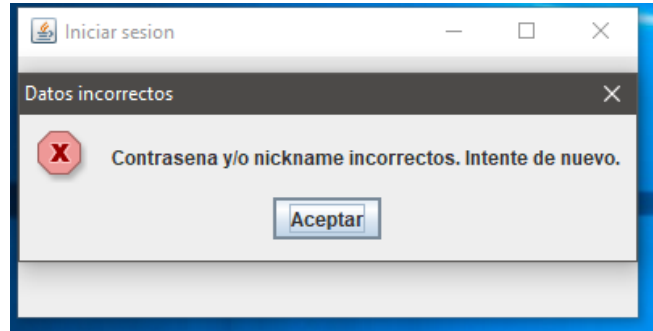 Iniciar sesion
Datos incorrectos
Contrasena y/o nickname incorrectos. Intente de nuevo.
Aceptar